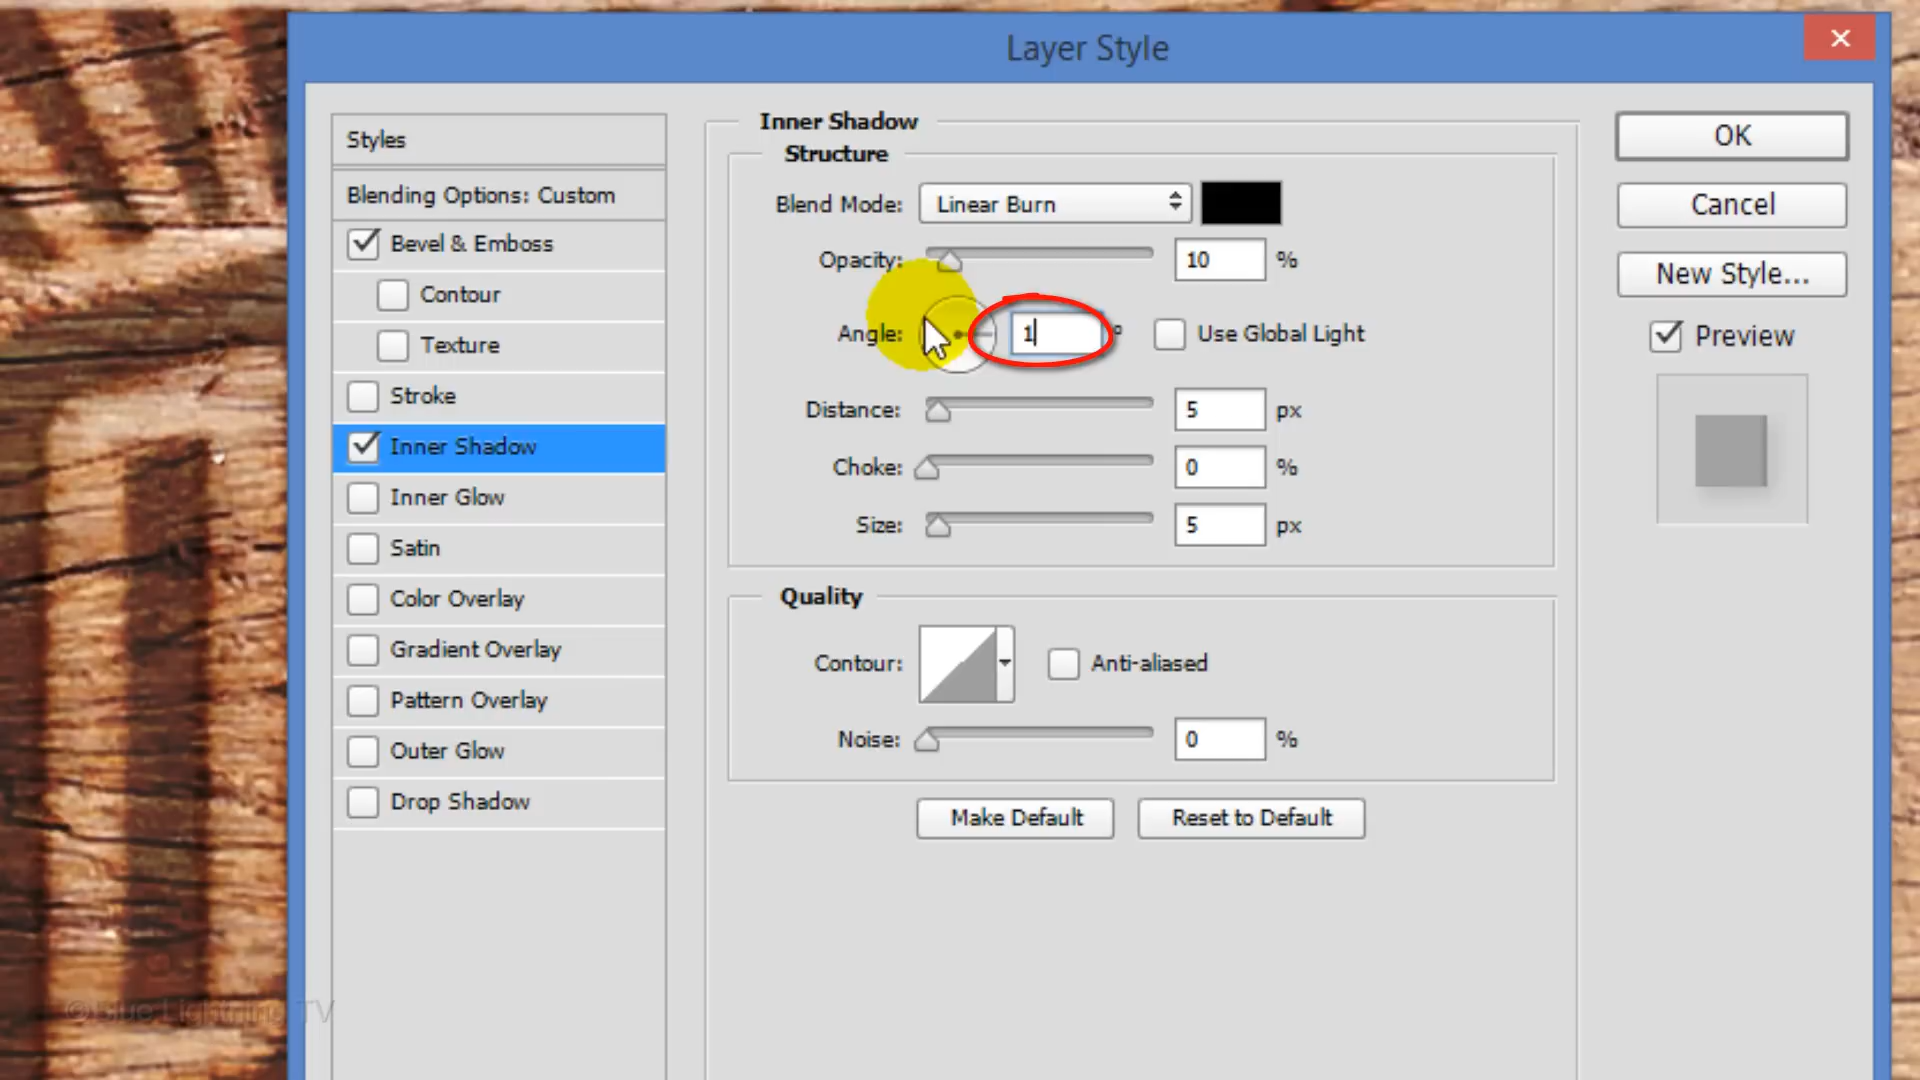 Layer Style
Styles
Blending Options: Custom
Bevel & Emboss
Contour
Texture
Stroke
Inner Shadow
Inner Glow
Satin
Color Overlay
Gradient Overlay
Pattern Overlay
Outer Glow
Drop Shadow
Inner Shadow
Structure
Blend Mode: Linear Burn
Opacity: 10 %
Angle: 1 ° Use Global Light
Distance: 5 px
Choke: 0 %
Size: 5 px
Quality
Contour: Anti-aliased
Noise: 0 %
Make Default Reset to Default
OK
Cancel
New Style...
Preview
©Blue Lightning TV